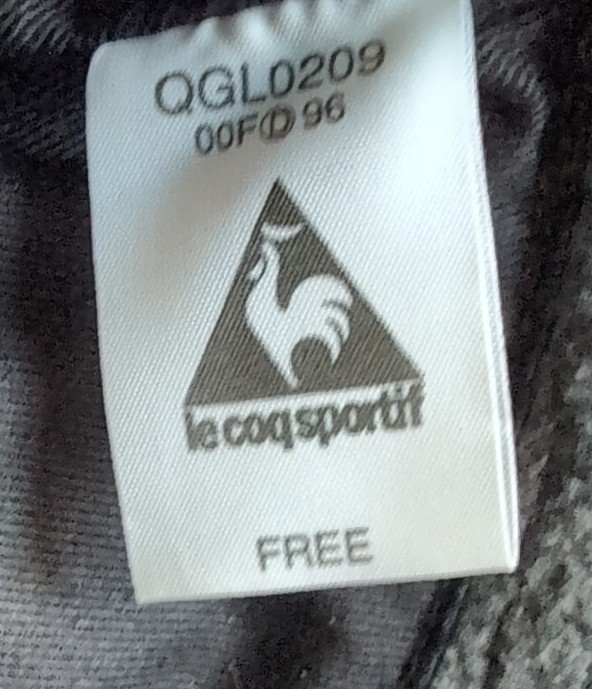 QGL0209
00FⒹ96
le coq sportif
FREE